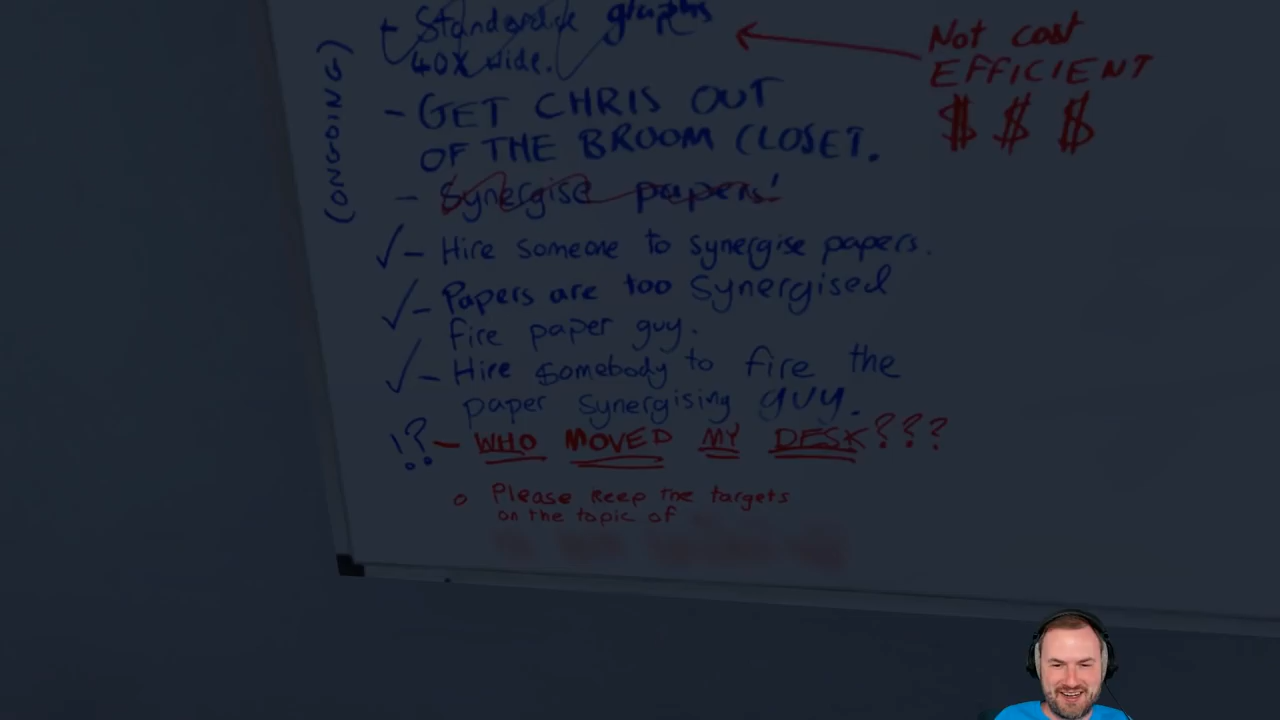 - Standardize graphs
40X wide.
Not cost
EFFICIENT
$ $ $
(ONGOING)
- GET CHRIS OUT
OF THE BROOM CLOSET.
- Synergise papers!
✓- Hire someone to synergise papers.
✓- Papers are too synergised
fire paper guy.
✓- Hire somebody to fire the
paper synergising guy.
!?- WHO MOVED MY DESK???
o Please keep the targets
on the topic of